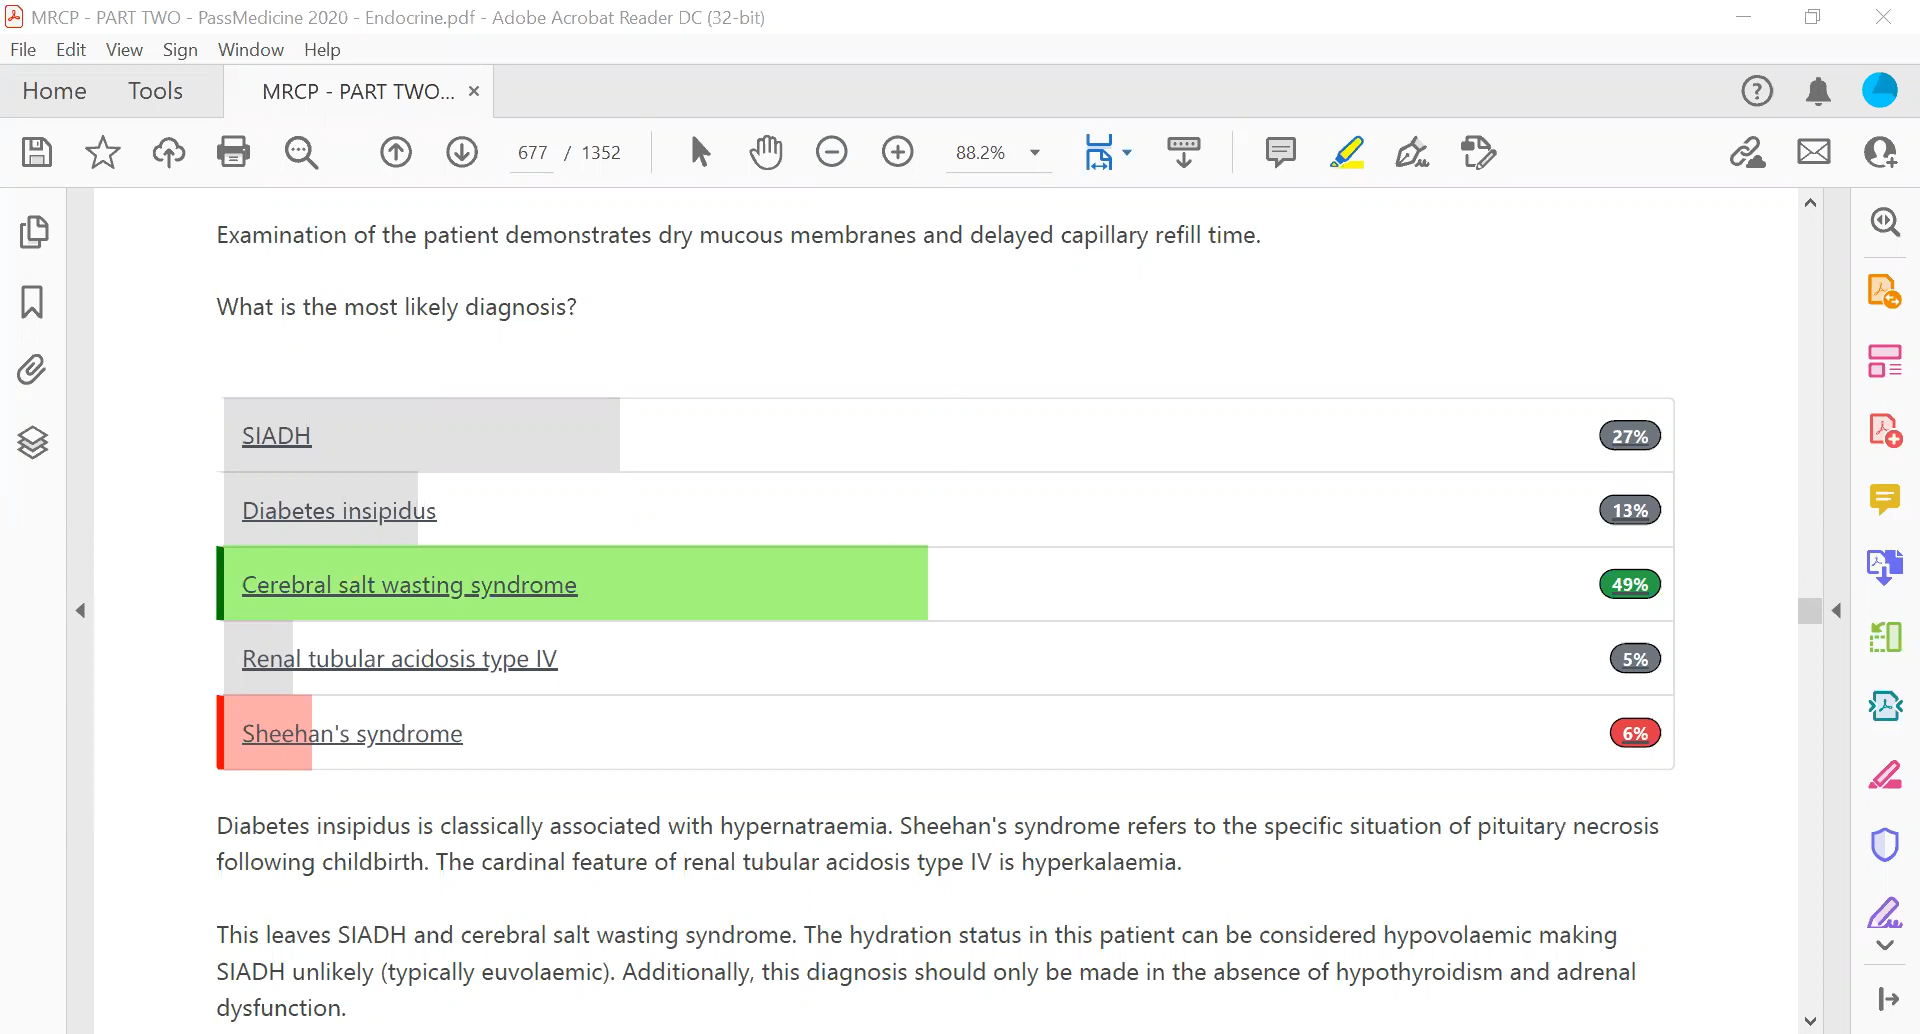 MRCP - PART TWO - PassMedicine 2020 - Endocrine.pdf - Adobe Acrobat Reader DC (32-bit)
File Edit View Sign Window Help
Home Tools MRCP - PART TWO... ×
677 / 1352 88.2%
Examination of the patient demonstrates dry mucous membranes and delayed capillary refill time.
What is the most likely diagnosis?
SIADH 27%
Diabetes insipidus 13%
Cerebral salt wasting syndrome 49%
Renal tubular acidosis type IV 5%
Sheehan's syndrome 6%
Diabetes insipidus is classically associated with hypernatraemia. Sheehan's syndrome refers to the specific situation of pituitary necrosis
following childbirth. The cardinal feature of renal tubular acidosis type IV is hyperkalaemia.
This leaves SIADH and cerebral salt wasting syndrome. The hydration status in this patient can be considered hypovolaemic making
SIADH unlikely (typically euvolaemic). Additionally, this diagnosis should only be made in the absence of hypothyroidism and adrenal
dysfunction.